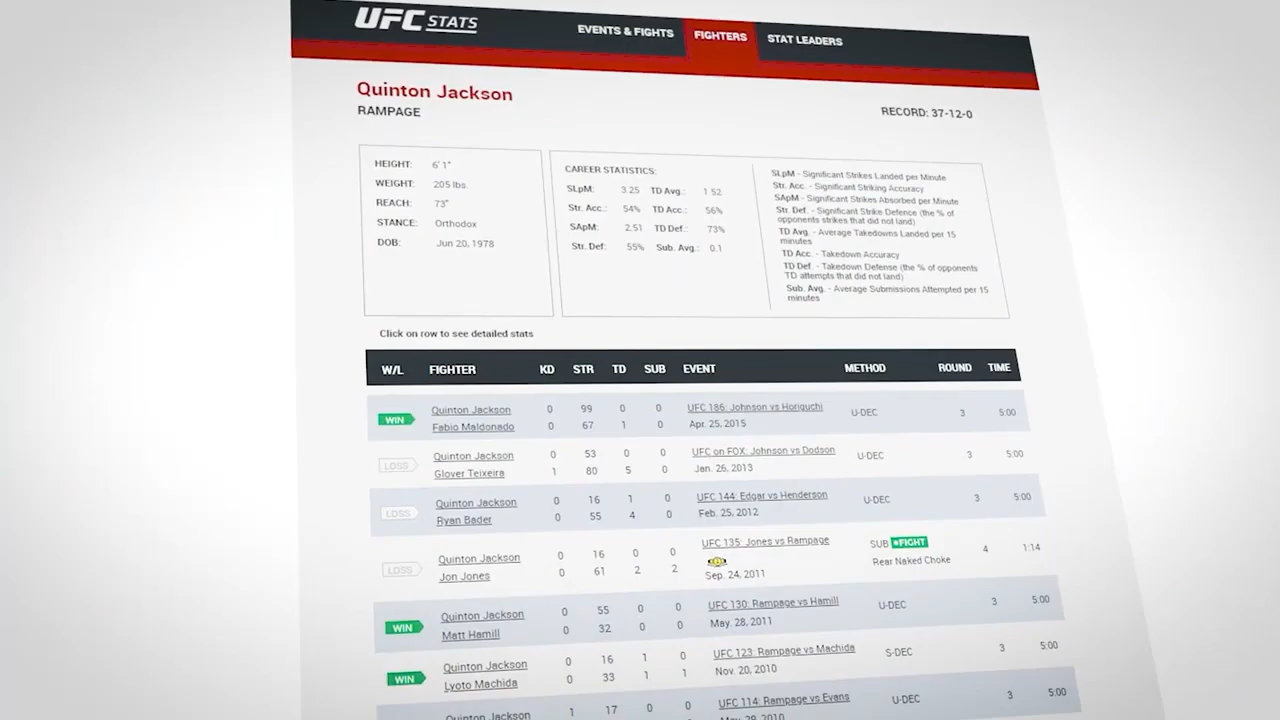 UFC STATS
EVENTS & FIGHTS FIGHTERS STAT LEADERS
Quinton Jackson
RAMPAGE
RECORD: 37-12-0
HEIGHT: 6' 1"
WEIGHT: 205 lbs.
REACH: 73"
STANCE: Orthodox
DOB: Jun 20, 1978
CAREER STATISTICS:
SLpM: 3.25 TD Avg.: 1.52
Str. Acc.: 54% TD Acc.: 56%
SApM: 2.51 TD Def.: 73%
Str. Def: 55% Sub. Avg.: 0.1
SLpM - Significant Strikes Landed per Minute
Str. Acc. - Significant Striking Accuracy
SApM - Significant Strikes Absorbed per Minute
Str. Def. - Significant Strike Defence (the % of
opponents strikes that did not land)
TD Avg. - Average Takedowns Landed per 15
minutes
TD Acc. - Takedown Accuracy
TD Def. - Takedown Defense (the % of opponents
TD attempts that did not land)
Sub. Avg. - Average Submissions Attempted per 15
minutes
Click on row to see detailed stats
W/L FIGHTER KD STR TD SUB EVENT METHOD ROUND TIME
WIN Quinton Jackson 0 99 0 0 UFC 186: Johnson vs Horiguchi U-DEC 3 5:00
Fabio Maldonado 0 67 1 0 Apr. 25, 2015
LOSS Quinton Jackson 0 53 0 0 UFC on FOX: Johnson vs Dodson U-DEC 3 5:00
Glover Teixeira 1 80 5 0 Jan. 26, 2013
LOSS Quinton Jackson 0 16 1 0 UFC 144: Edgar vs Henderson U-DEC 3 5:00
Ryan Bader 0 55 4 0 Feb. 25, 2012
LOSS Quinton Jackson 0 16 0 0 UFC 135: Jones vs Rampage SUB FIGHT 4 1:14
Jon Jones 0 61 2 2 Sep. 24, 2011 Rear Naked Choke
WIN Quinton Jackson 0 55 0 0 UFC 130: Rampage vs Hamill U-DEC 3 5:00
Matt Hamill 0 32 0 0 May. 28, 2011
WIN Quinton Jackson 0 16 1 0 UFC 123: Rampage vs Machida S-DEC 3 5:00
Lyoto Machida 0 33 1 1 Nov. 20, 2010
Quinton Jackson 1 17 0 0 UFC 114: Rampage vs Evans U-DEC 3 5:00
May. 29, 2010